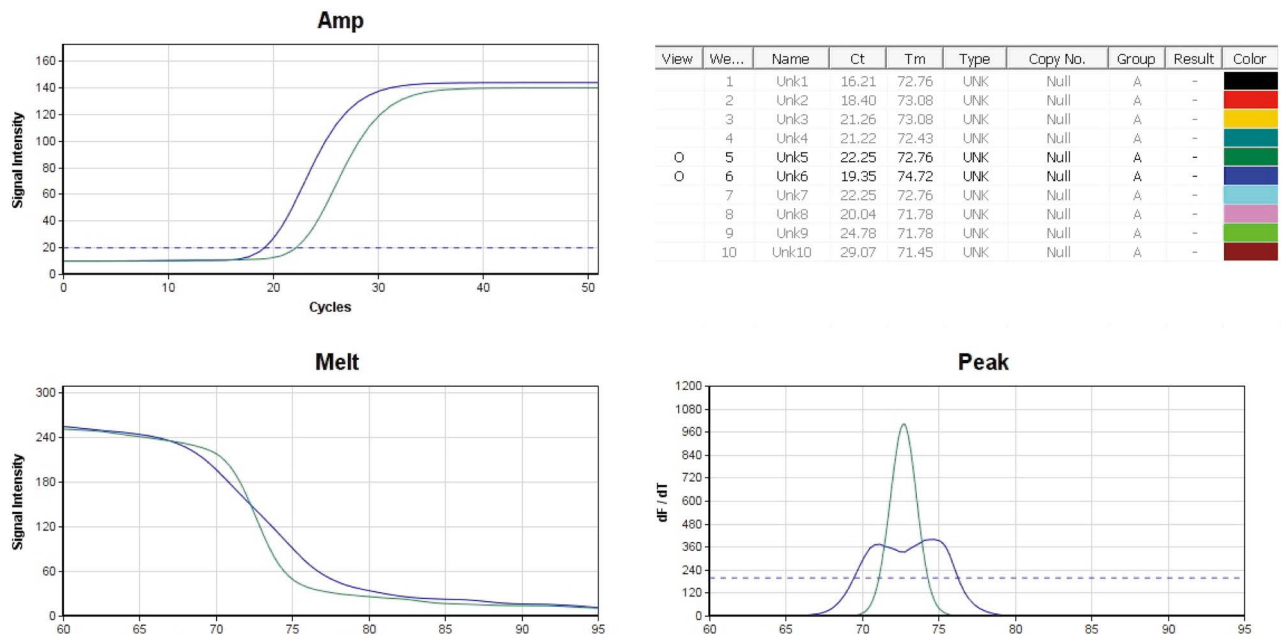 Amp
160
140
120
100
80
60
40
20
0
Signal Intensity
0 10 20 30 40 50
Cycles
View We... Name Ct Tm Type Copy No. Group Result Color
1 Unk1 16.21 72.76 UNK Null A -
2 Unk2 18.40 73.08 UNK Null A -
3 Unk3 21.26 73.08 UNK Null A -
4 Unk4 21.22 72.43 UNK Null A -
O 5 Unk5 22.25 72.76 UNK Null A -
O 6 Unk6 19.35 74.72 UNK Null A -
7 Unk7 22.25 72.76 UNK Null A -
8 Unk8 20.04 71.78 UNK Null A -
9 Unk9 24.78 71.78 UNK Null A -
10 Unk10 29.07 71.45 UNK Null A -
Melt
300
240
180
120
60
0
Signal Intensity
60 65 70 75 80 85 90 95
Peak
1200
1080
960
840
720
600
480
360
240
120
0
dF / dT
60 65 70 75 80 85 90 95